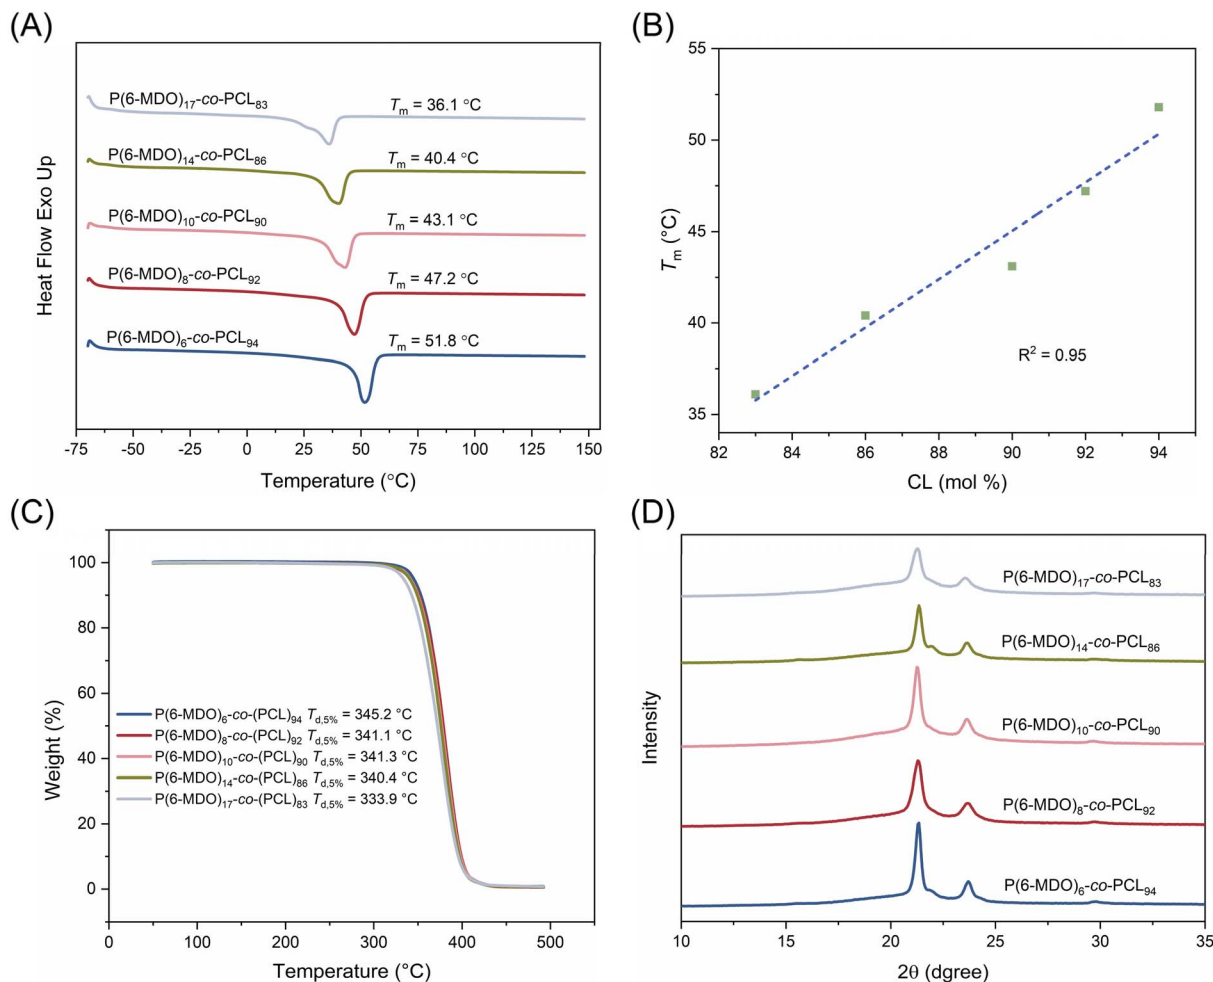 (A)
P(6-MDO)17-co-PCL83
Tm = 36.1 °C
P(6-MDO)14-co-PCL86
Tm = 40.4 °C
P(6-MDO)10-co-PCL90
Tm = 43.1 °C
P(6-MDO)8-co-PCL92
Tm = 47.2 °C
P(6-MDO)6-co-PCL94
Tm = 51.8 °C
Heat Flow Exo Up
-75 -50 -25 0 25 50 75 100 125 150
Temperature (°C)
(B)
55
50
45
40
35
Tm (°C)
R2 = 0.95
82 84 86 88 90 92 94
CL (mol %)
(C)
100
80
60
40
20
0
Weight (%)
P(6-MDO)6-co-(PCL)94 Td,5% = 345.2 °C
P(6-MDO)8-co-(PCL)92 Td,5% = 341.1 °C
P(6-MDO)10-co-(PCL)90 Td,5% = 341.3 °C
P(6-MDO)14-co-(PCL)86 Td,5% = 340.4 °C
P(6-MDO)17-co-(PCL)83 Td,5% = 333.9 °C
0 100 200 300 400 500
Temperature (°C)
(D)
P(6-MDO)17-co-PCL83
P(6-MDO)14-co-PCL86
P(6-MDO)10-co-PCL90
P(6-MDO)8-co-PCL92
P(6-MDO)6-co-PCL94
Intensity
10 15 20 25 30 35
2θ (dgree)